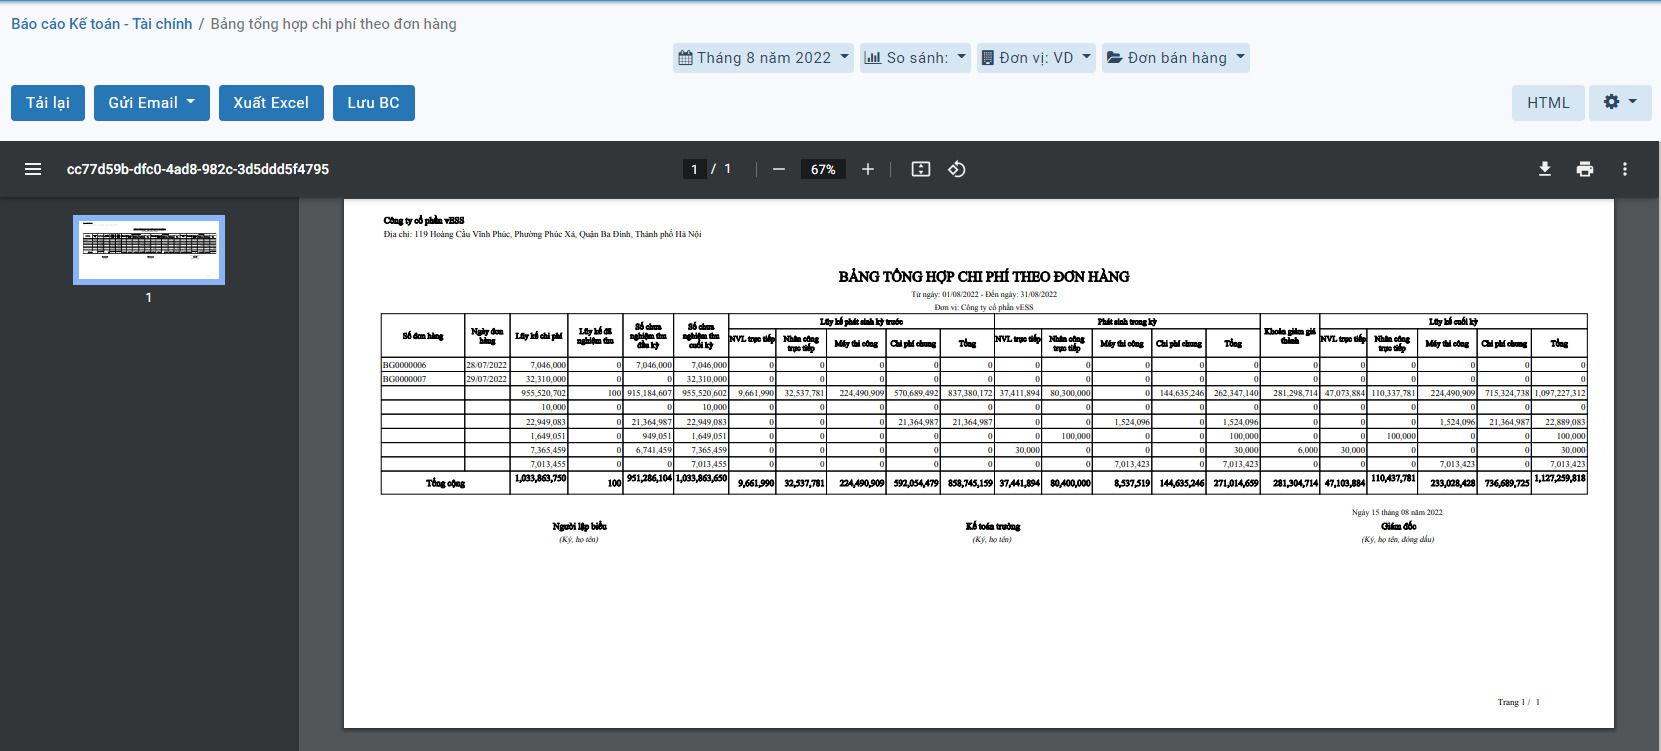 Báo cáo Kế toán - Tài chính / Bảng tổng hợp chi phí theo đơn hàng
Tháng 8 năm 2022 So sánh: Đơn vị: VD Đơn bán hàng
Tải lại Gửi Email Xuất Excel Lưu BC HTML
cc77d59b-dfc0-4ad8-982c-3d5ddd5f4795 1 / 1 67%
1
Công ty cổ phần vESS
Địa chỉ: 119 Hoàng Cầu Vĩnh Phúc, Phường Phúc Xá, Quận Ba Đình, Thành phố Hà Nội
BẢNG TỔNG HỢP CHI PHÍ THEO ĐƠN HÀNG
Từ ngày: 01/08/2022 - Đến ngày: 31/08/2022
Đơn vị: Công ty cổ phần vESS
Số đơn hàng Ngày đơn hàng Lũy kế chi phí Lũy kế đã nghiệm thu Số chưa nghiệm thu đầu kỳ Số chưa nghiệm thu cuối kỳ Lũy kế phát sinh kỳ trước Phát sinh trong kỳ Khoản giảm giá thành Lũy kế cuối kỳ
NVL trực tiếp Nhân công trực tiếp Máy thi công Chi phí chung Tổng NVL trực tiếp Nhân công trực tiếp Máy thi công Chi phí chung Tổng NVL trực tiếp Nhân công trực tiếp Máy thi công Chi phí chung Tổng
BG0000006 28/07/2022 7,046,000 0 7,046,000 7,046,000 0 0 0 0 0 0 0 0 0 0 0 0 0 0 0 0
BG0000007 29/07/2022 32,310,000 0 0 32,310,000 0 0 0 0 0 0 0 0 0 0 0 0 0 0 0 0
955,520,702 100 915,184,607 955,520,602 9,661,990 32,537,781 224,490,909 570,689,492 837,380,172 37,411,894 80,300,000 0 144,635,246 262,347,140 281,298,714 47,073,884 110,337,781 224,490,909 715,324,738 1,097,227,312
10,000 0 0 10,000 0 0 0 0 0 0 0 0 0 0 0 0 0 0 0 0
22,949,083 0 21,364,987 22,949,083 0 0 0 21,364,987 21,364,987 0 0 1,524,096 0 1,524,096 0 0 0 1,524,096 21,364,987 22,889,083
1,649,051 0 949,051 1,649,051 0 0 0 0 0 0 100,000 0 0 100,000 0 0 100,000 0 0 100,000
7,365,459 0 6,741,459 7,365,459 0 0 0 0 0 30,000 0 0 0 30,000 6,000 30,000 0 0 0 30,000
7,013,455 0 0 7,013,455 0 0 0 0 0 0 0 7,013,423 0 7,013,423 0 0 0 7,013,423 0 7,013,423
Tổng cộng 1,033,863,750 100 951,286,104 1,033,863,650 9,661,990 32,537,781 224,490,909 592,054,479 858,745,159 37,441,894 80,400,000 8,537,519 144,635,246 271,014,659 281,304,714 47,103,884 110,437,781 233,028,428 736,689,725 1,127,259,818
Ngày 15 tháng 08 năm 2022
Người lập biểu Kế toán trưởng Giám đốc
(Ký, họ tên) (Ký, họ tên) (Ký, họ tên, đóng dấu)
Trang 1 / 1